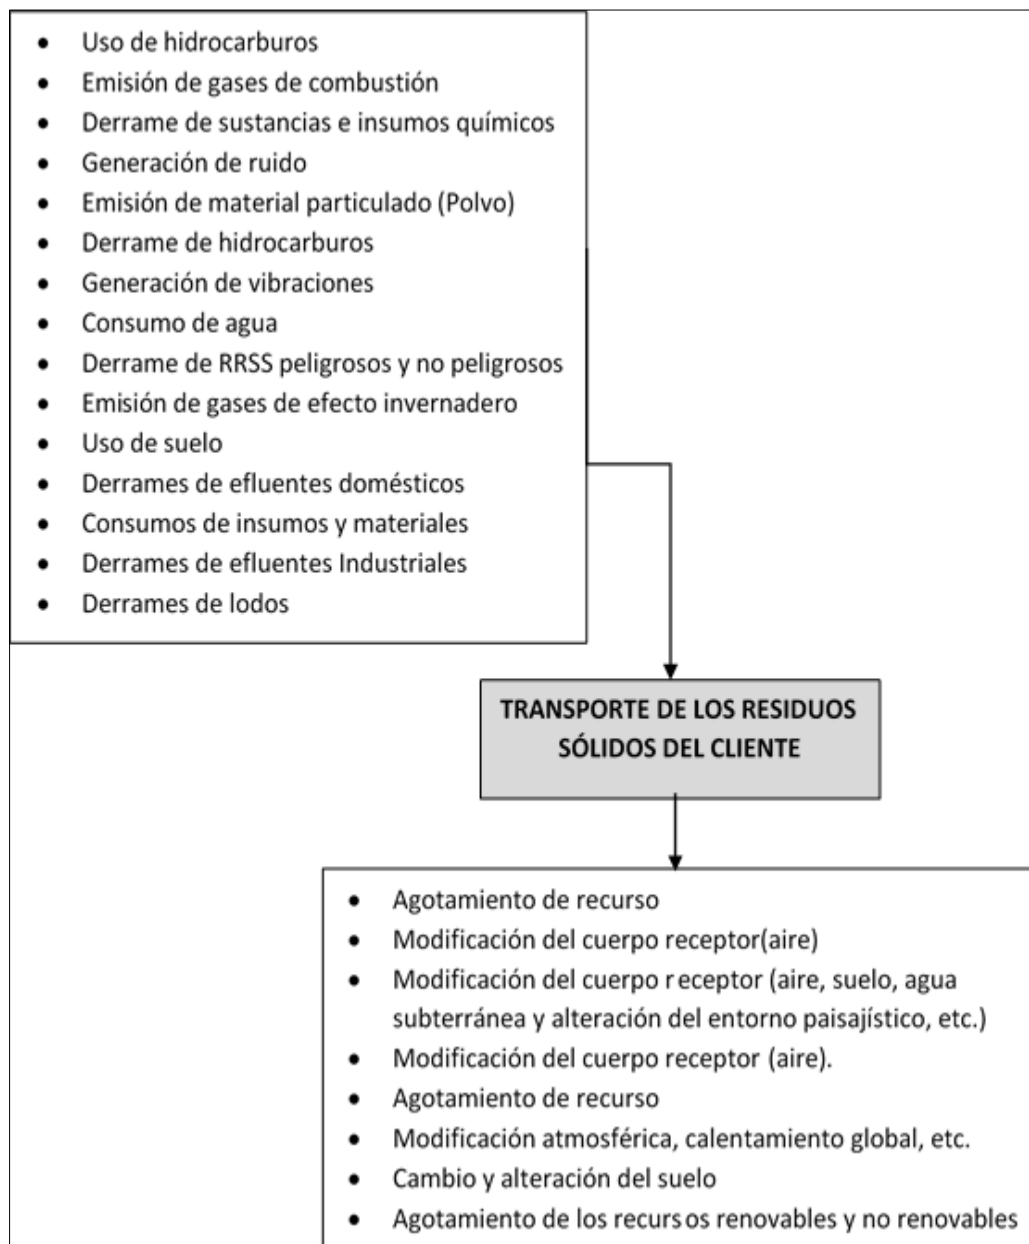 • Uso de hidrocarburos
• Emisión de gases de combustión
• Derrame de sustancias e insumos químicos
• Generación de ruido
• Emisión de material particulado (Polvo)
• Derrame de hidrocarburos
• Generación de vibraciones
• Consumo de agua
• Derrame de RRSS peligrosos y no peligrosos
• Emisión de gases de efecto invernadero
• Uso de suelo
• Derrames de efluentes domésticos
• Consumos de insumos y materiales
• Derrames de efluentes Industriales
• Derrames de lodos
TRANSPORTE DE LOS RESIDUOS
SÓLIDOS DEL CLIENTE
• Agotamiento de recurso
• Modificación del cuerpo receptor(aire)
• Modificación del cuerpo receptor (aire, suelo, agua
subterránea y alteración del entorno paisajístico, etc.)
• Modificación del cuerpo receptor (aire).
• Agotamiento de recurso
• Modificación atmosférica, calentamiento global, etc.
• Cambio y alteración del suelo
• Agotamiento de los recursos renovables y no renovables